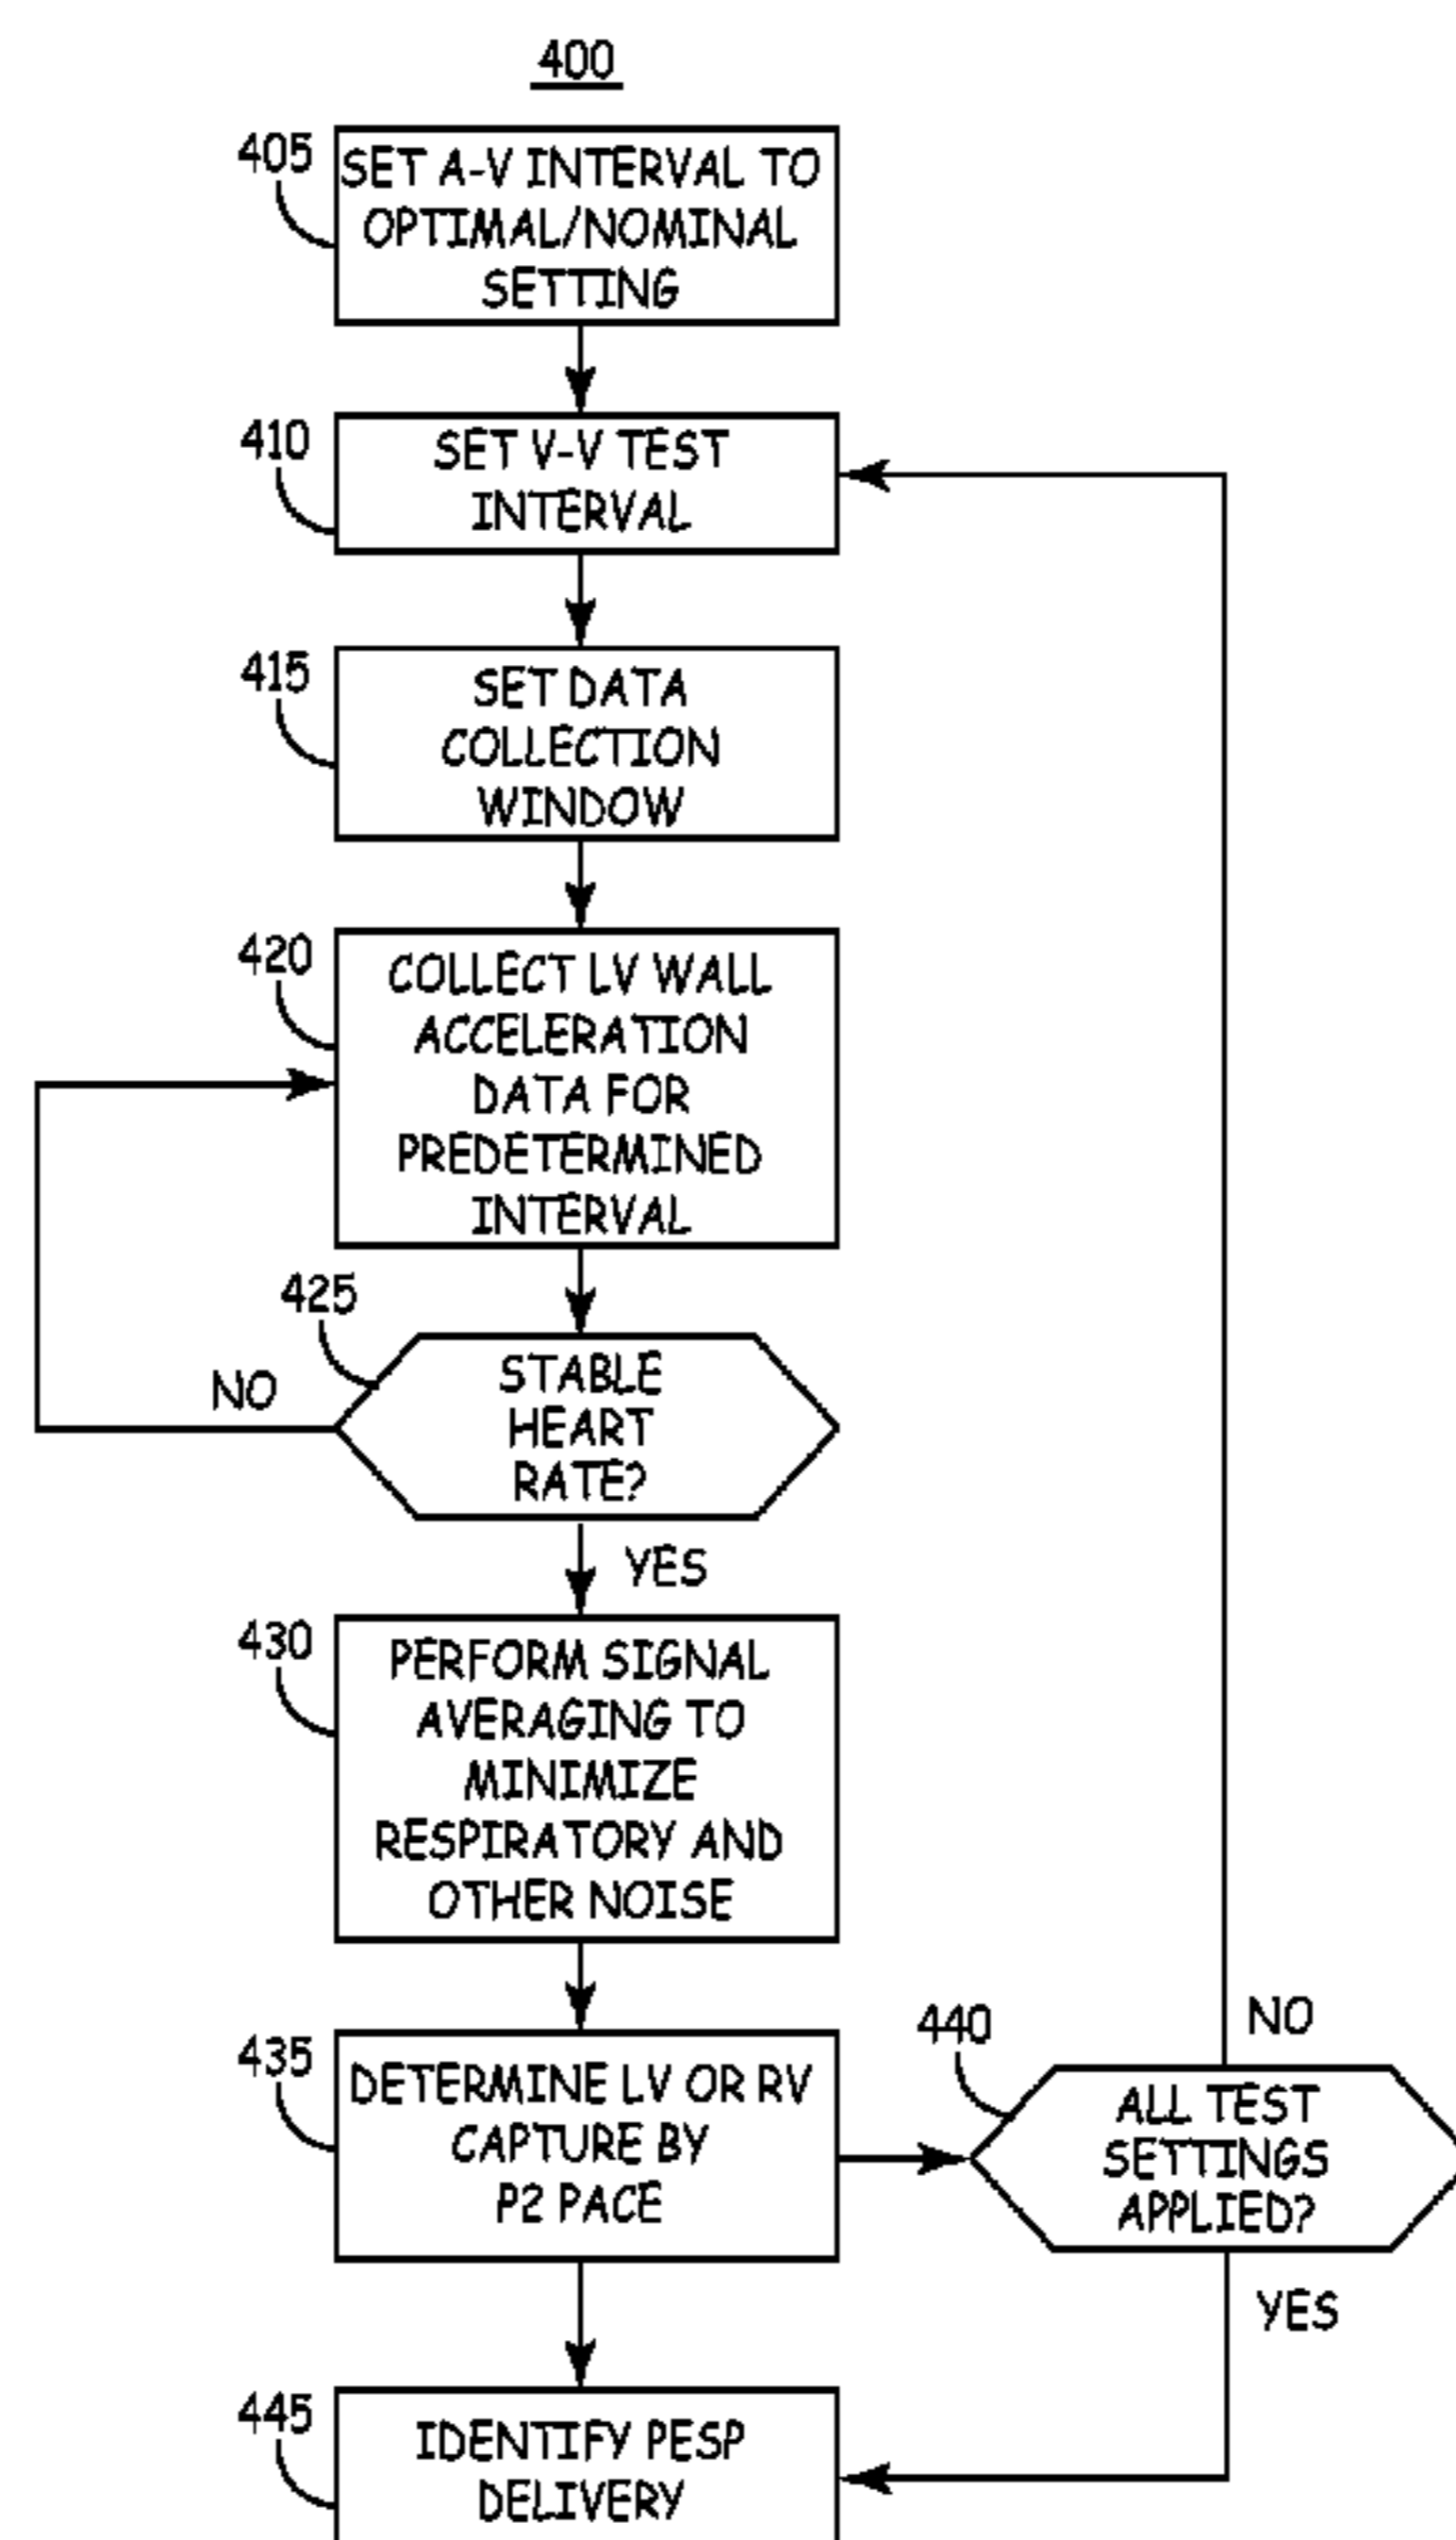 400
405
SET A-V INTERVAL TO
OPTIMAL/NOMINAL
SETTING
410
SET V-V TEST
INTERVAL
415
SET DATA
COLLECTION
WINDOW
420
COLLECT LV WALL
ACCELERATION
DATA FOR
PREDETERMINED
INTERVAL
425
STABLE
HEART
RATE?
NO
YES
430
PERFORM SIGNAL
AVERAGING TO
MINIMIZE
RESPIRATORY AND
OTHER NOISE
435
DETERMINE LV OR RV
CAPTURE BY
P2 PACE
440
ALL TEST
SETTINGS
APPLIED?
NO
YES
445
IDENTIFY PESP
DELIVERY